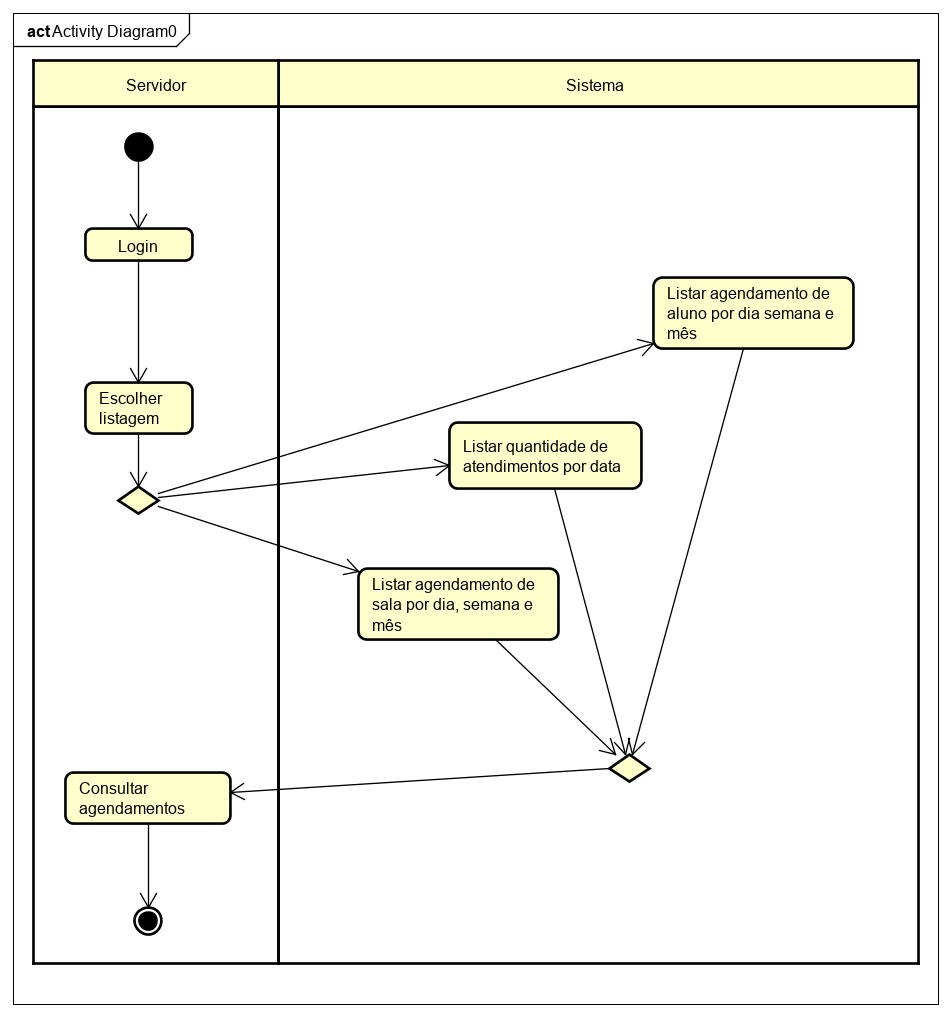 act Activity Diagram0
Servidor
Sistema
Login
Listar agendamento de
aluno por dia semana e
mês
Escolher
listagem
Listar quantidade de
atendimentos por data
Listar agendamento de
sala por dia, semana e
mês
Consultar
agendamentos